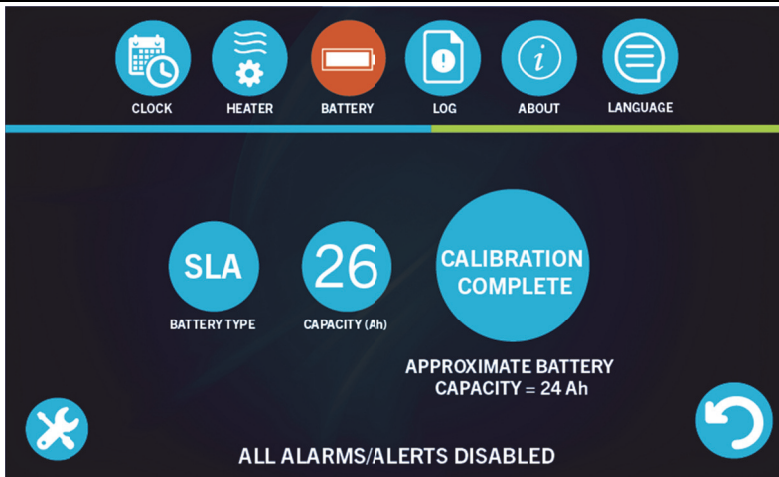 CLOCK HEATER BATTERY LOG ABOUT LANGUAGE
SLA 26 CALIBRATION
COMPLETE
BATTERY TYPE CAPACITY (Ah)
APPROXIMATE BATTERY
CAPACITY = 24 Ah
ALL ALARMS/ALERTS DISABLED